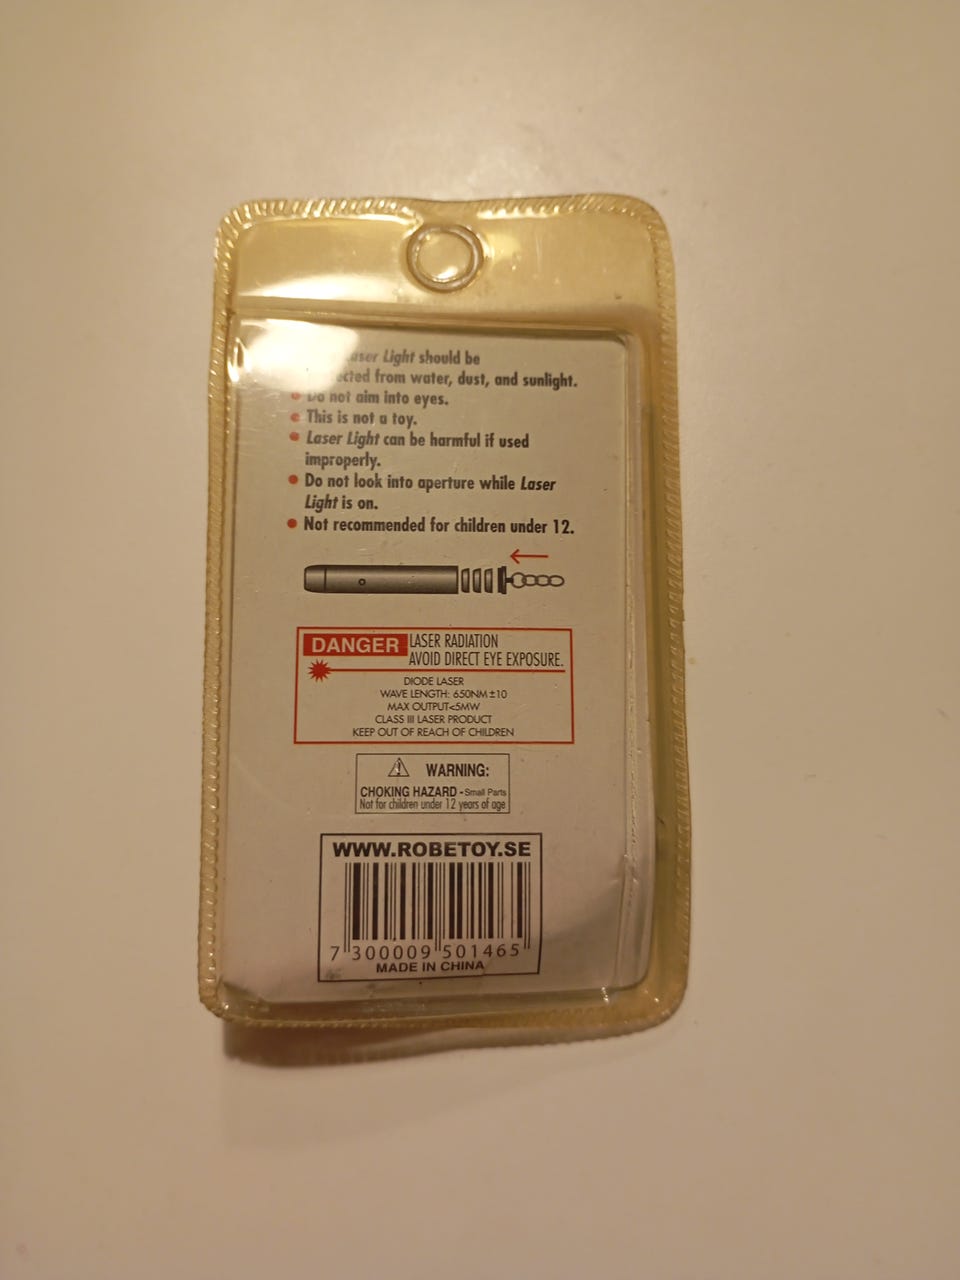 Laser Light should be
from water, dust, and sunlight.
Do not aim into eyes.
This is not a toy.
Laser Light can be harmful if used
improperly.
Do not look into aperture while Laser
Light is on.
Not recommended for children under 12.
DANGER LASER RADIATION
AVOID DIRECT EYE EXPOSURE.
DIODE LASER
WAVE LENGTH: 650NM±10
MAX OUTPUT<5MW
CLASS III LASER PRODUCT
KEEP OUT OF REACH OF CHILDREN
WARNING:
CHOKING HAZARD - Small Parts
Not for children under 12 years of age
WWW.ROBETOY.SE
7 300009 501465
MADE IN CHINA